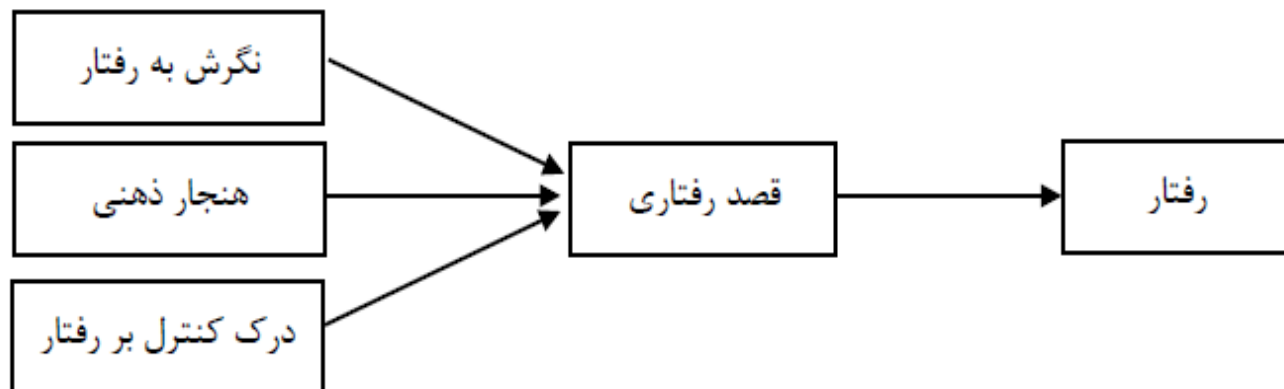 نگرش به رفتار
هنجار ذهنی
درک کنترل بر رفتار
قصد رفتاری
رفتار